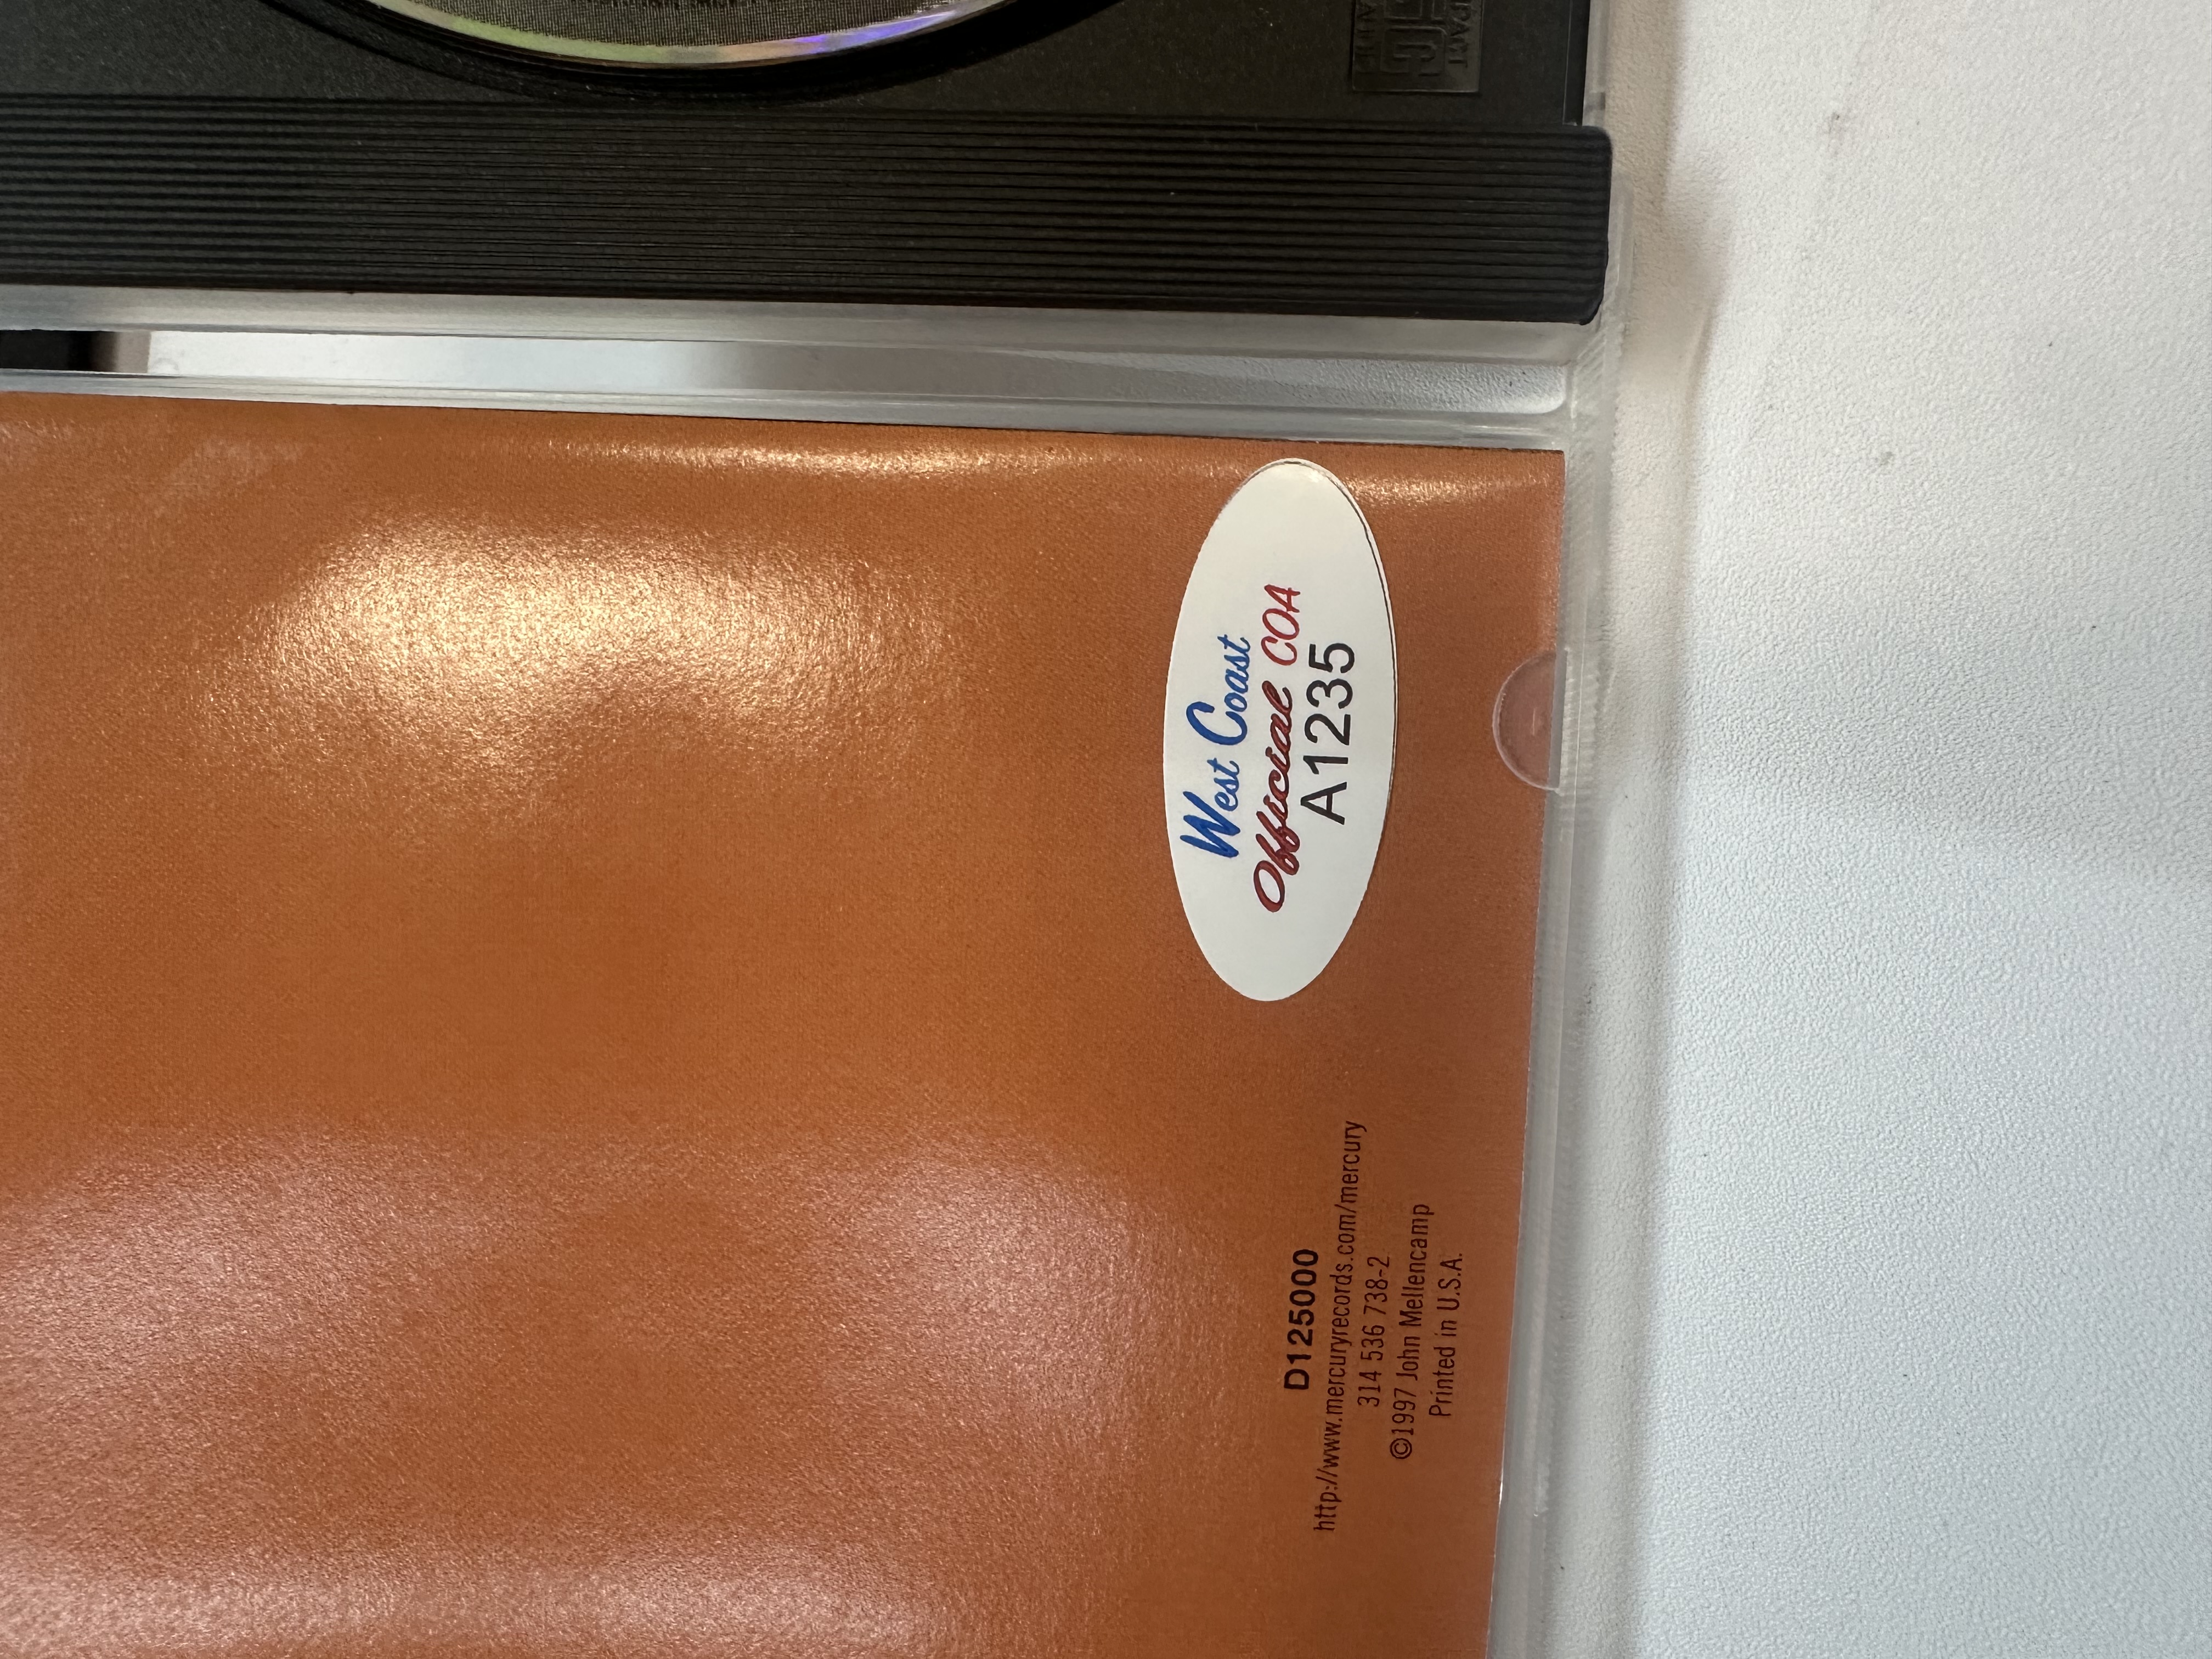 West Coast
Official COA
A1235
D125000
http://www.mercuryrecords.com/mercury
314 536 738-2
©1997 John Mellencamp
Printed in U.S.A.